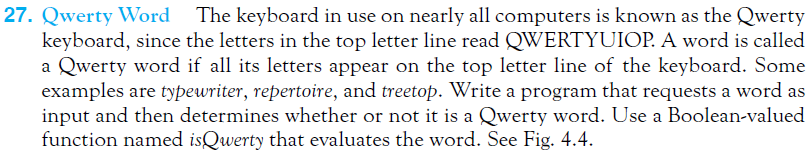 27. Qwerty Word The keyboard in use on nearly all computers is known as the Qwerty
keyboard, since the letters in the top letter line read QWERTYUIOP. A word is called
a Qwerty word if all its letters appear on the top letter line of the keyboard. Some
examples are typewriter, repertoire, and treetop. Write a program that requests a word as
input and then determines whether or not it is a Qwerty word. Use a Boolean-valued
function named isQwerty that evaluates the word. See Fig. 4.4.